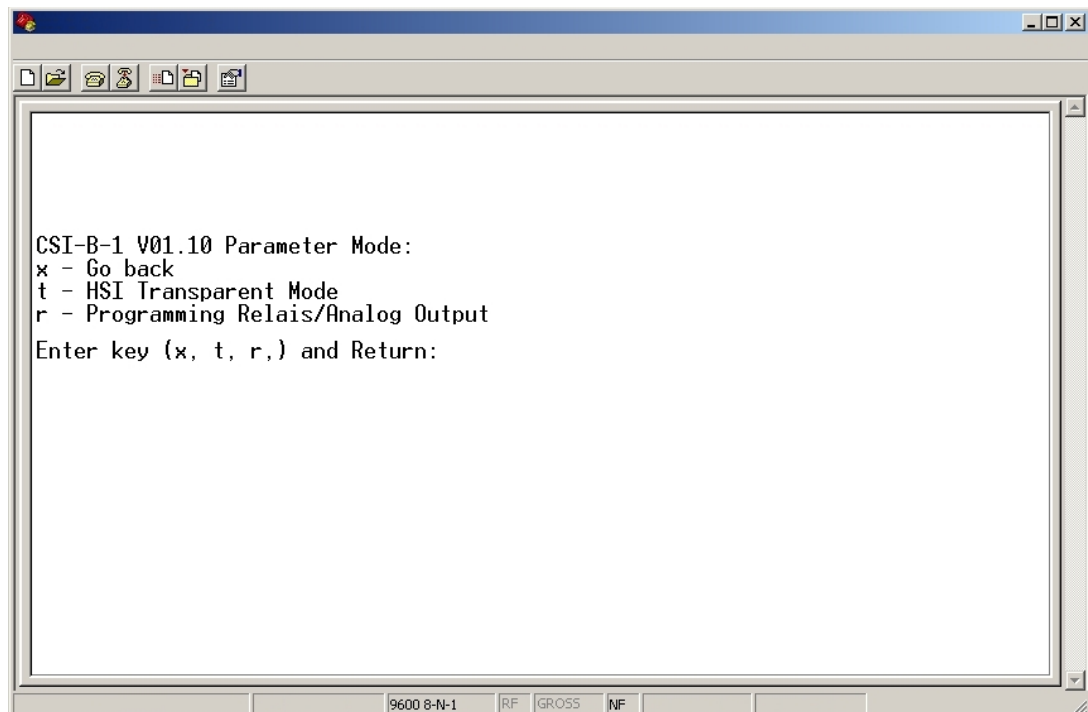 CSI-B-1 V01.10 Parameter Mode:
x - Go back
t - HSI Transparent Mode
r - Programming Relais/Analog Output
Enter key (x, t, r,) and Return:
9600 8-N-1 RF GROSS NF